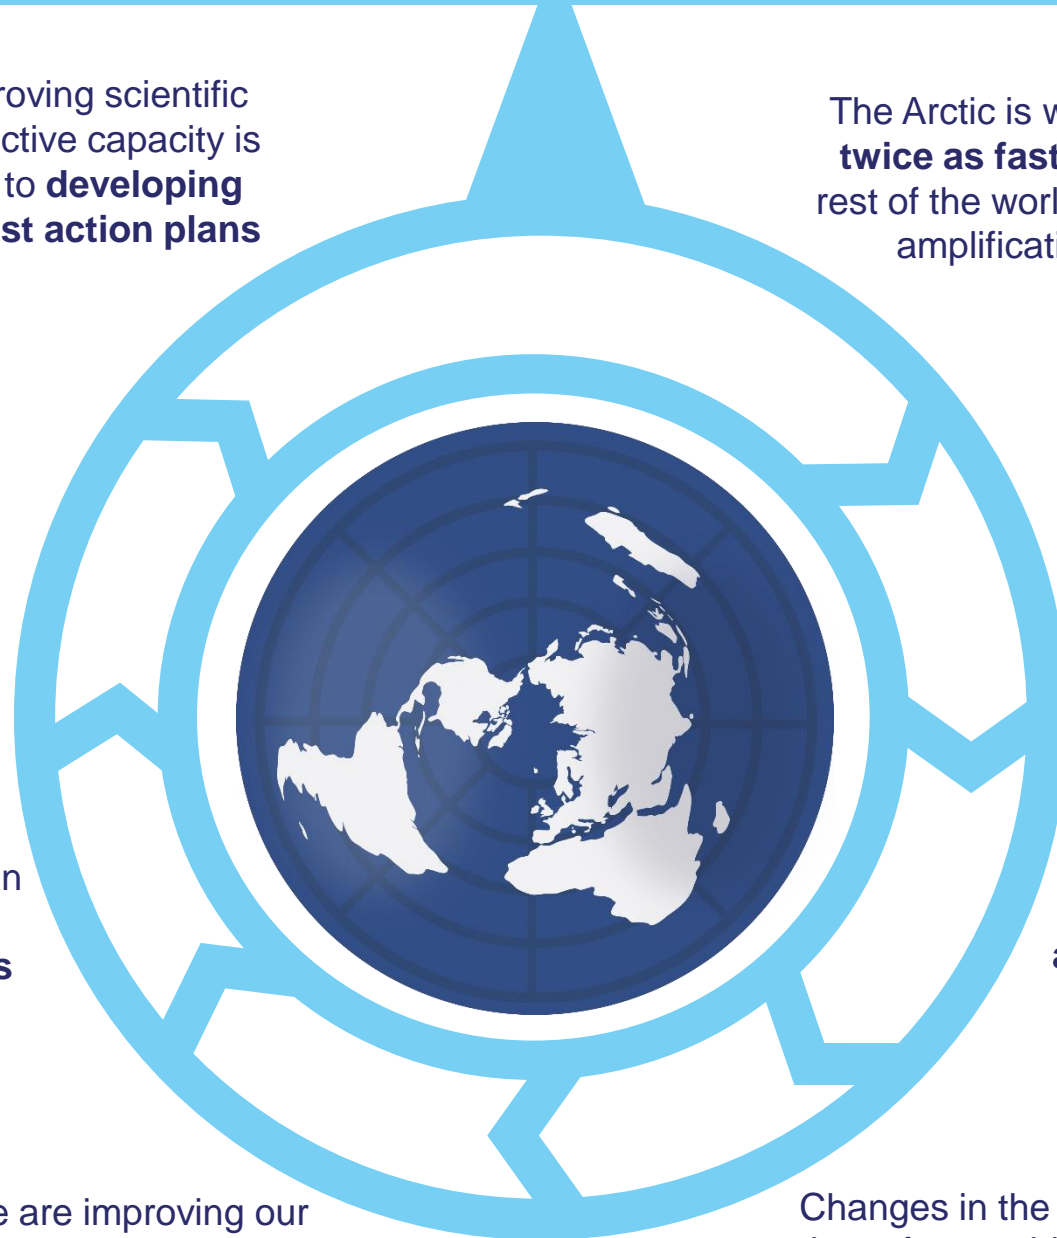 roving scientific
ctive capacity is
to developing
st action plans
The Arctic is w
twice as fast
rest of the worl
amplificati
n
s
a
e are improving our
Changes in the